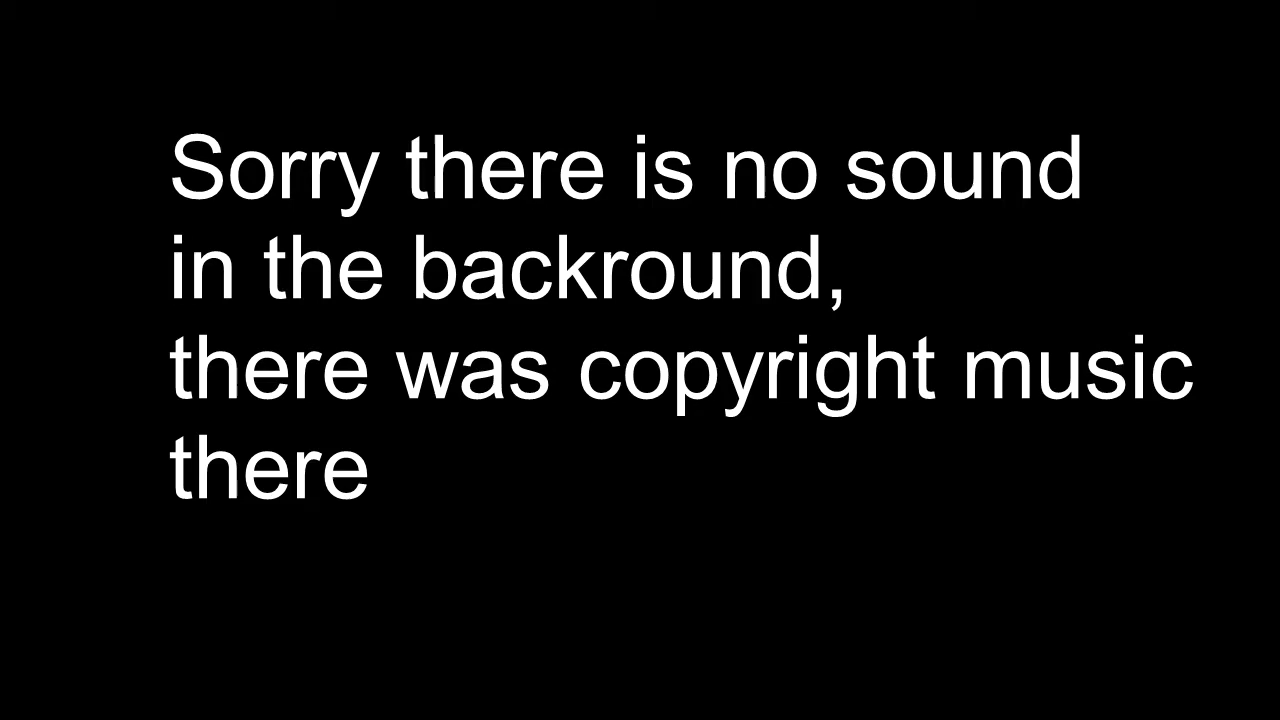 Sorry there is no sound
in the backround,
there was copyright music
there